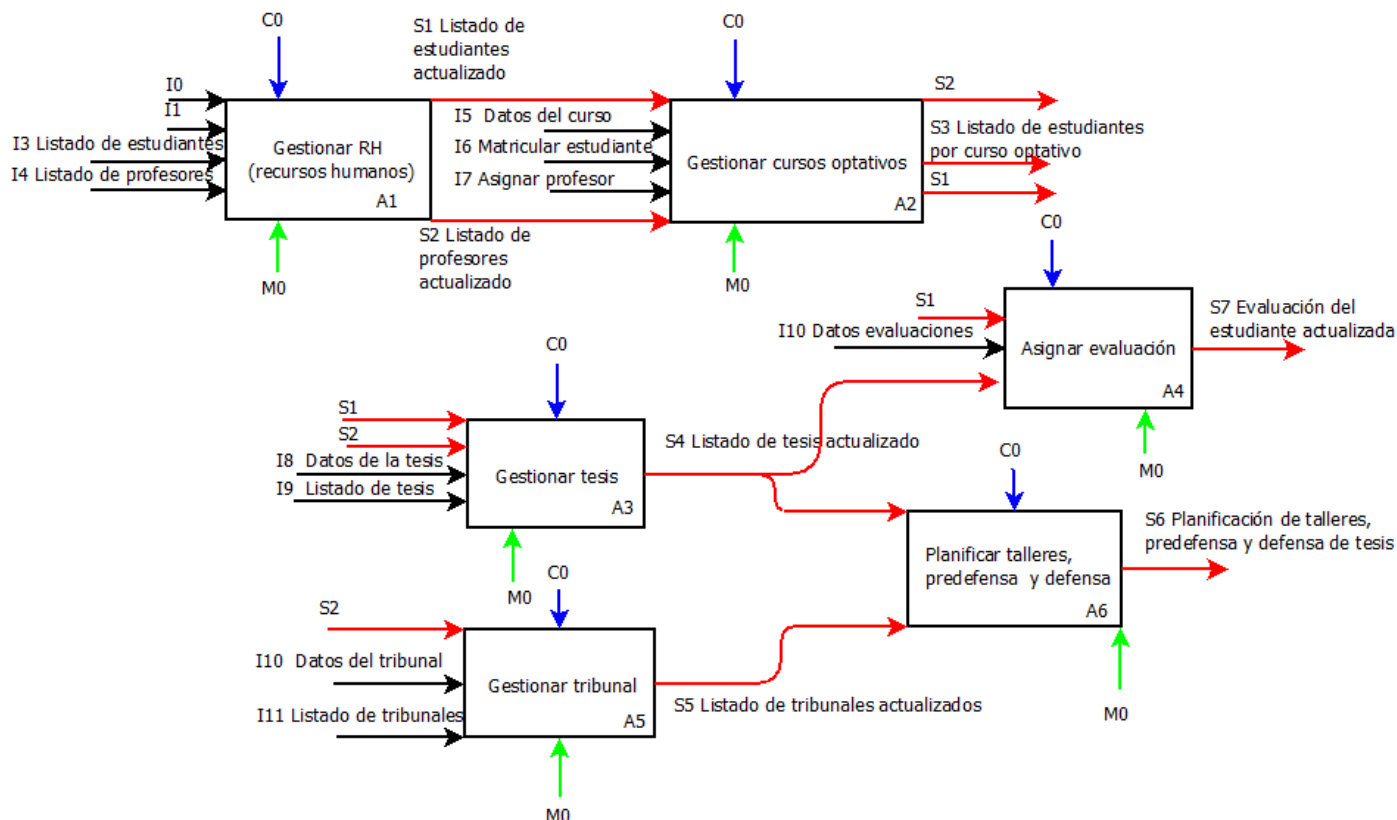 C0
S1 Listado de
estudiantes
actualizado
C0
I0
I1
I3 Listado de estudiantes
I4 Listado de profesores
Gestionar RH
(recursos humanos)
A1
M0
I5 Datos del curso
I6 Matricular estudiante
I7 Asignar profesor
S2 Listado de
profesores
actualizado
Gestionar cursos optativos
A2
M0
S2
S3 Listado de estudiantes
por curso optativo
S1
C0
S1
I10 Datos evaluaciones
Asignar evaluación
A4
M0
S7 Evaluación del
estudiante actualizada
C0
S1
S2
I8 Datos de la tesis
I9 Listado de tesis
Gestionar tesis
A3
M0
S4 Listado de tesis actualizado
C0
Planificar talleres,
predefensa y defensa
A6
M0
S6 Planificación de talleres,
predefensa y defensa de tesis
C0
S2
I10 Datos del tribunal
I11 Listado de tribunales
Gestionar tribunal
A5
M0
S5 Listado de tribunales actualizados